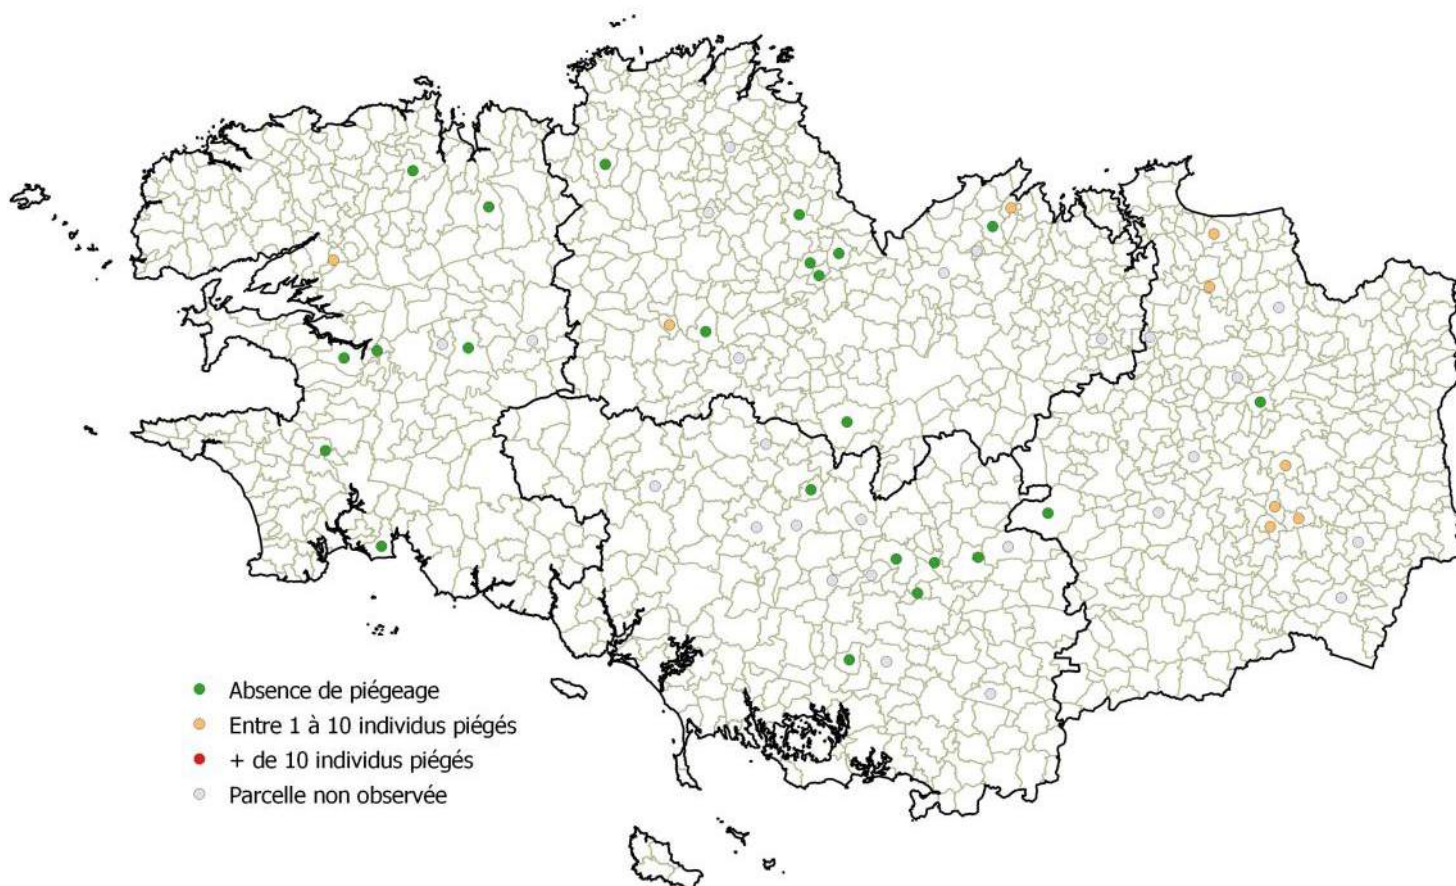 Absence de piégeage
Entre 1 à 10 individus piégés
+ de 10 individus piégés
Parcelle non observée